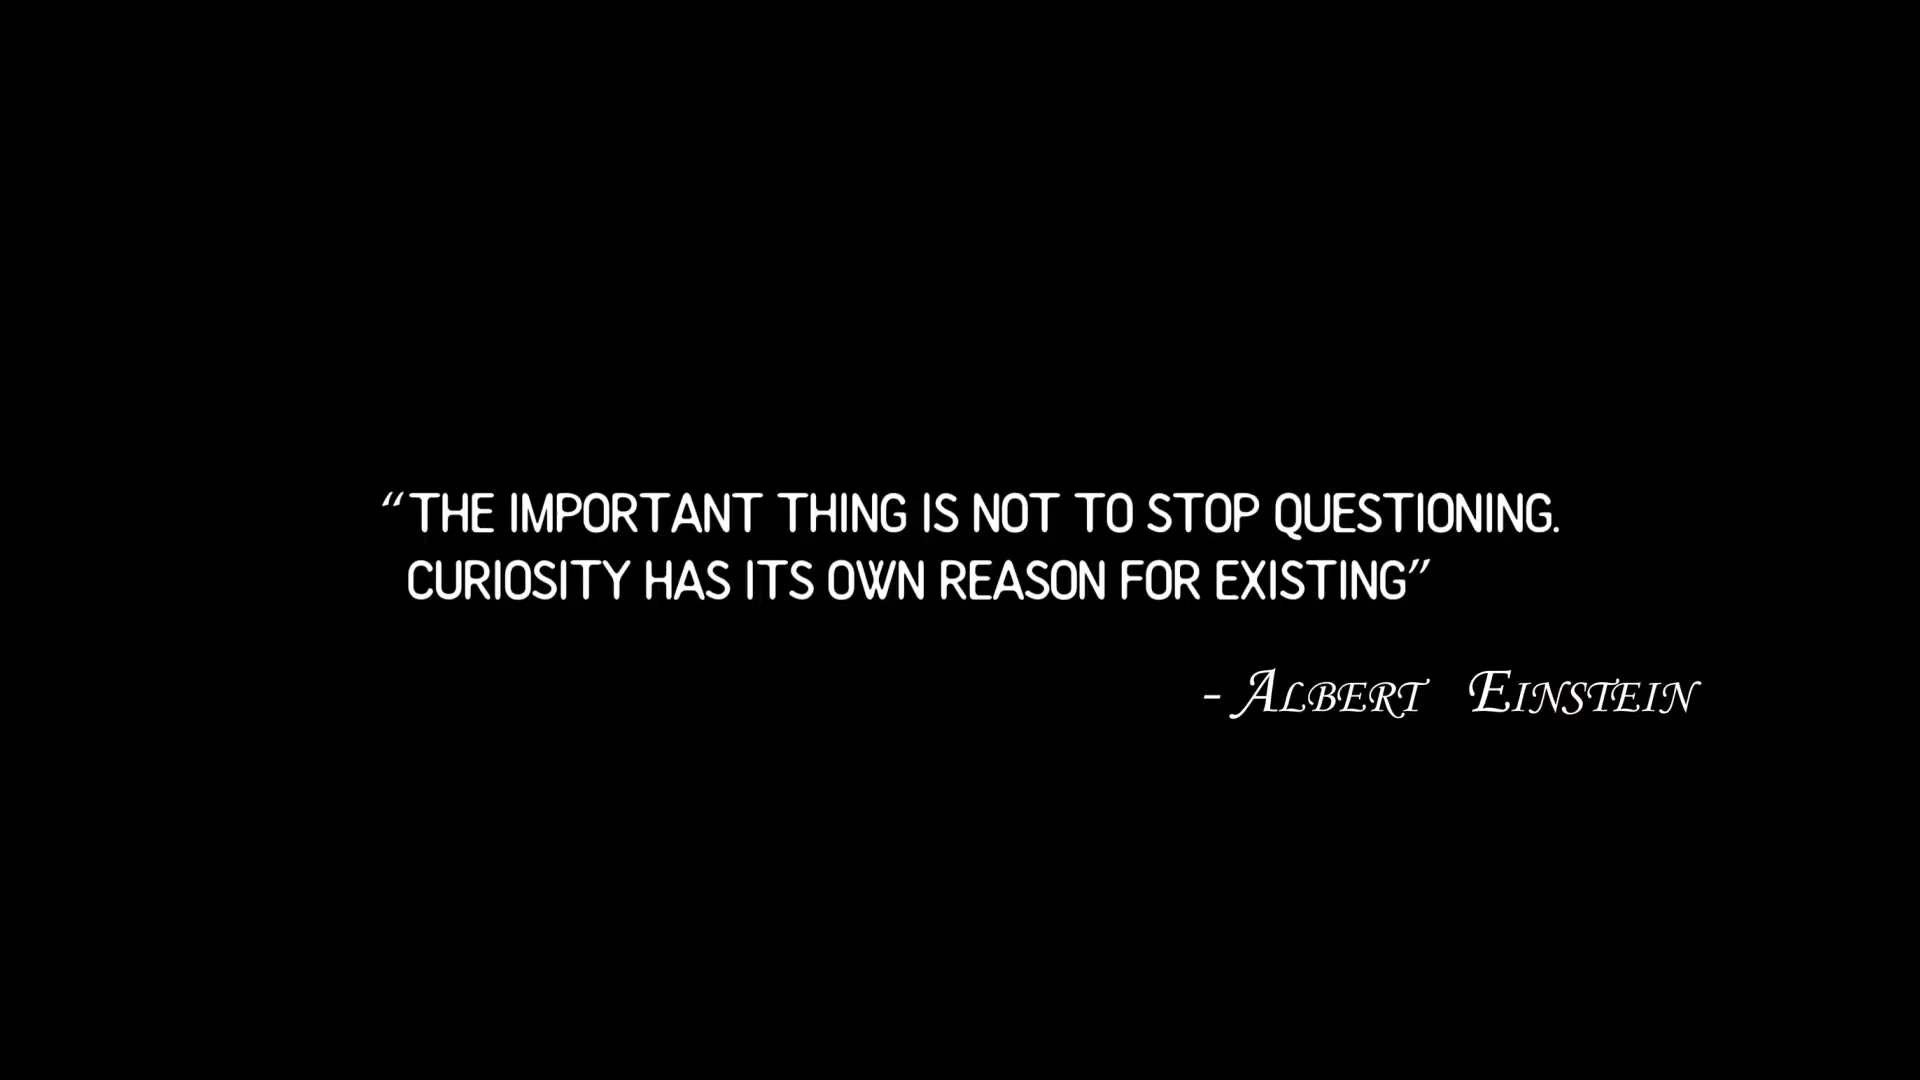 “THE IMPORTANT THING IS NOT TO STOP QUESTIONING.
CURIOSITY HAS ITS OWN REASON FOR EXISTING”
- ALBERT EINSTEIN